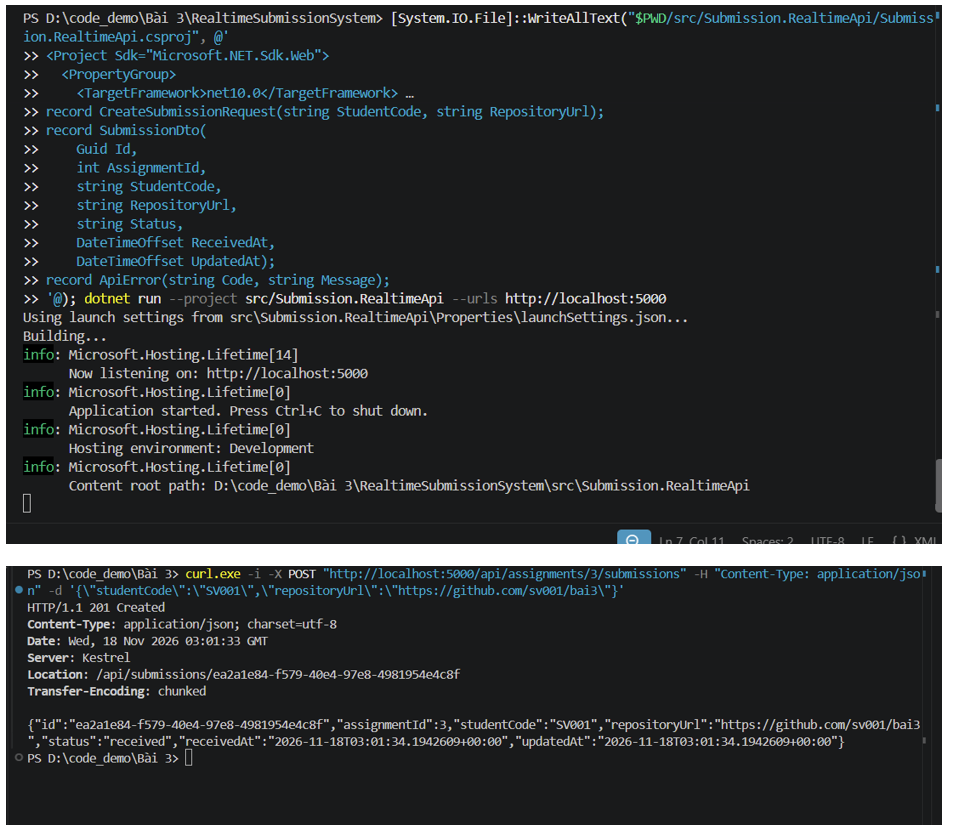 PS D:\code_demo\Bài 3\RealtimeSubmissionSystem> [System.IO.File]::WriteAllText("$PWD/src/Submission.RealtimeApi/Submiss
ion.RealtimeApi.csproj", @'
>> <Project Sdk="Microsoft.NET.Sdk.Web">
>>   <PropertyGroup>
>>     <TargetFramework>net10.0</TargetFramework> …
>> record CreateSubmissionRequest(string StudentCode, string RepositoryUrl);
>> record SubmissionDto(
>>     Guid Id,
>>     int AssignmentId,
>>     string StudentCode,
>>     string RepositoryUrl,
>>     string Status,
>>     DateTimeOffset ReceivedAt,
>>     DateTimeOffset UpdatedAt);
>> record ApiError(string Code, string Message);
>> '@); dotnet run --project src/Submission.RealtimeApi --urls http://localhost:5000
Using launch settings from src\Submission.RealtimeApi\Properties\launchSettings.json...
Building...
info: Microsoft.Hosting.Lifetime[14]
      Now listening on: http://localhost:5000
info: Microsoft.Hosting.Lifetime[0]
      Application started. Press Ctrl+C to shut down.
info: Microsoft.Hosting.Lifetime[0]
      Hosting environment: Development
info: Microsoft.Hosting.Lifetime[0]
      Content root path: D:\code_demo\Bài 3\RealtimeSubmissionSystem\src\Submission.RealtimeApi
Ln 7, Col 11 Spaces: 2 UTF-8 LF { } XML
PS D:\code_demo\Bài 3> curl.exe -i -X POST "http://localhost:5000/api/assignments/3/submissions" -H "Content-Type: application/jso
n" -d '{\"studentCode\":\"SV001\",\"repositoryUrl\":\"https://github.com/sv001/bai3\"}'
HTTP/1.1 201 Created
Content-Type: application/json; charset=utf-8
Date: Wed, 18 Nov 2026 03:01:33 GMT
Server: Kestrel
Location: /api/submissions/ea2a1e84-f579-40e4-97e8-4981954e4c8f
Transfer-Encoding: chunked
{"id":"ea2a1e84-f579-40e4-97e8-4981954e4c8f","assignmentId":3,"studentCode":"SV001","repositoryUrl":"https://github.com/sv001/bai3
","status":"received","receivedAt":"2026-11-18T03:01:34.1942609+00:00","updatedAt":"2026-11-18T03:01:34.1942609+00:00"}
PS D:\code_demo\Bài 3>